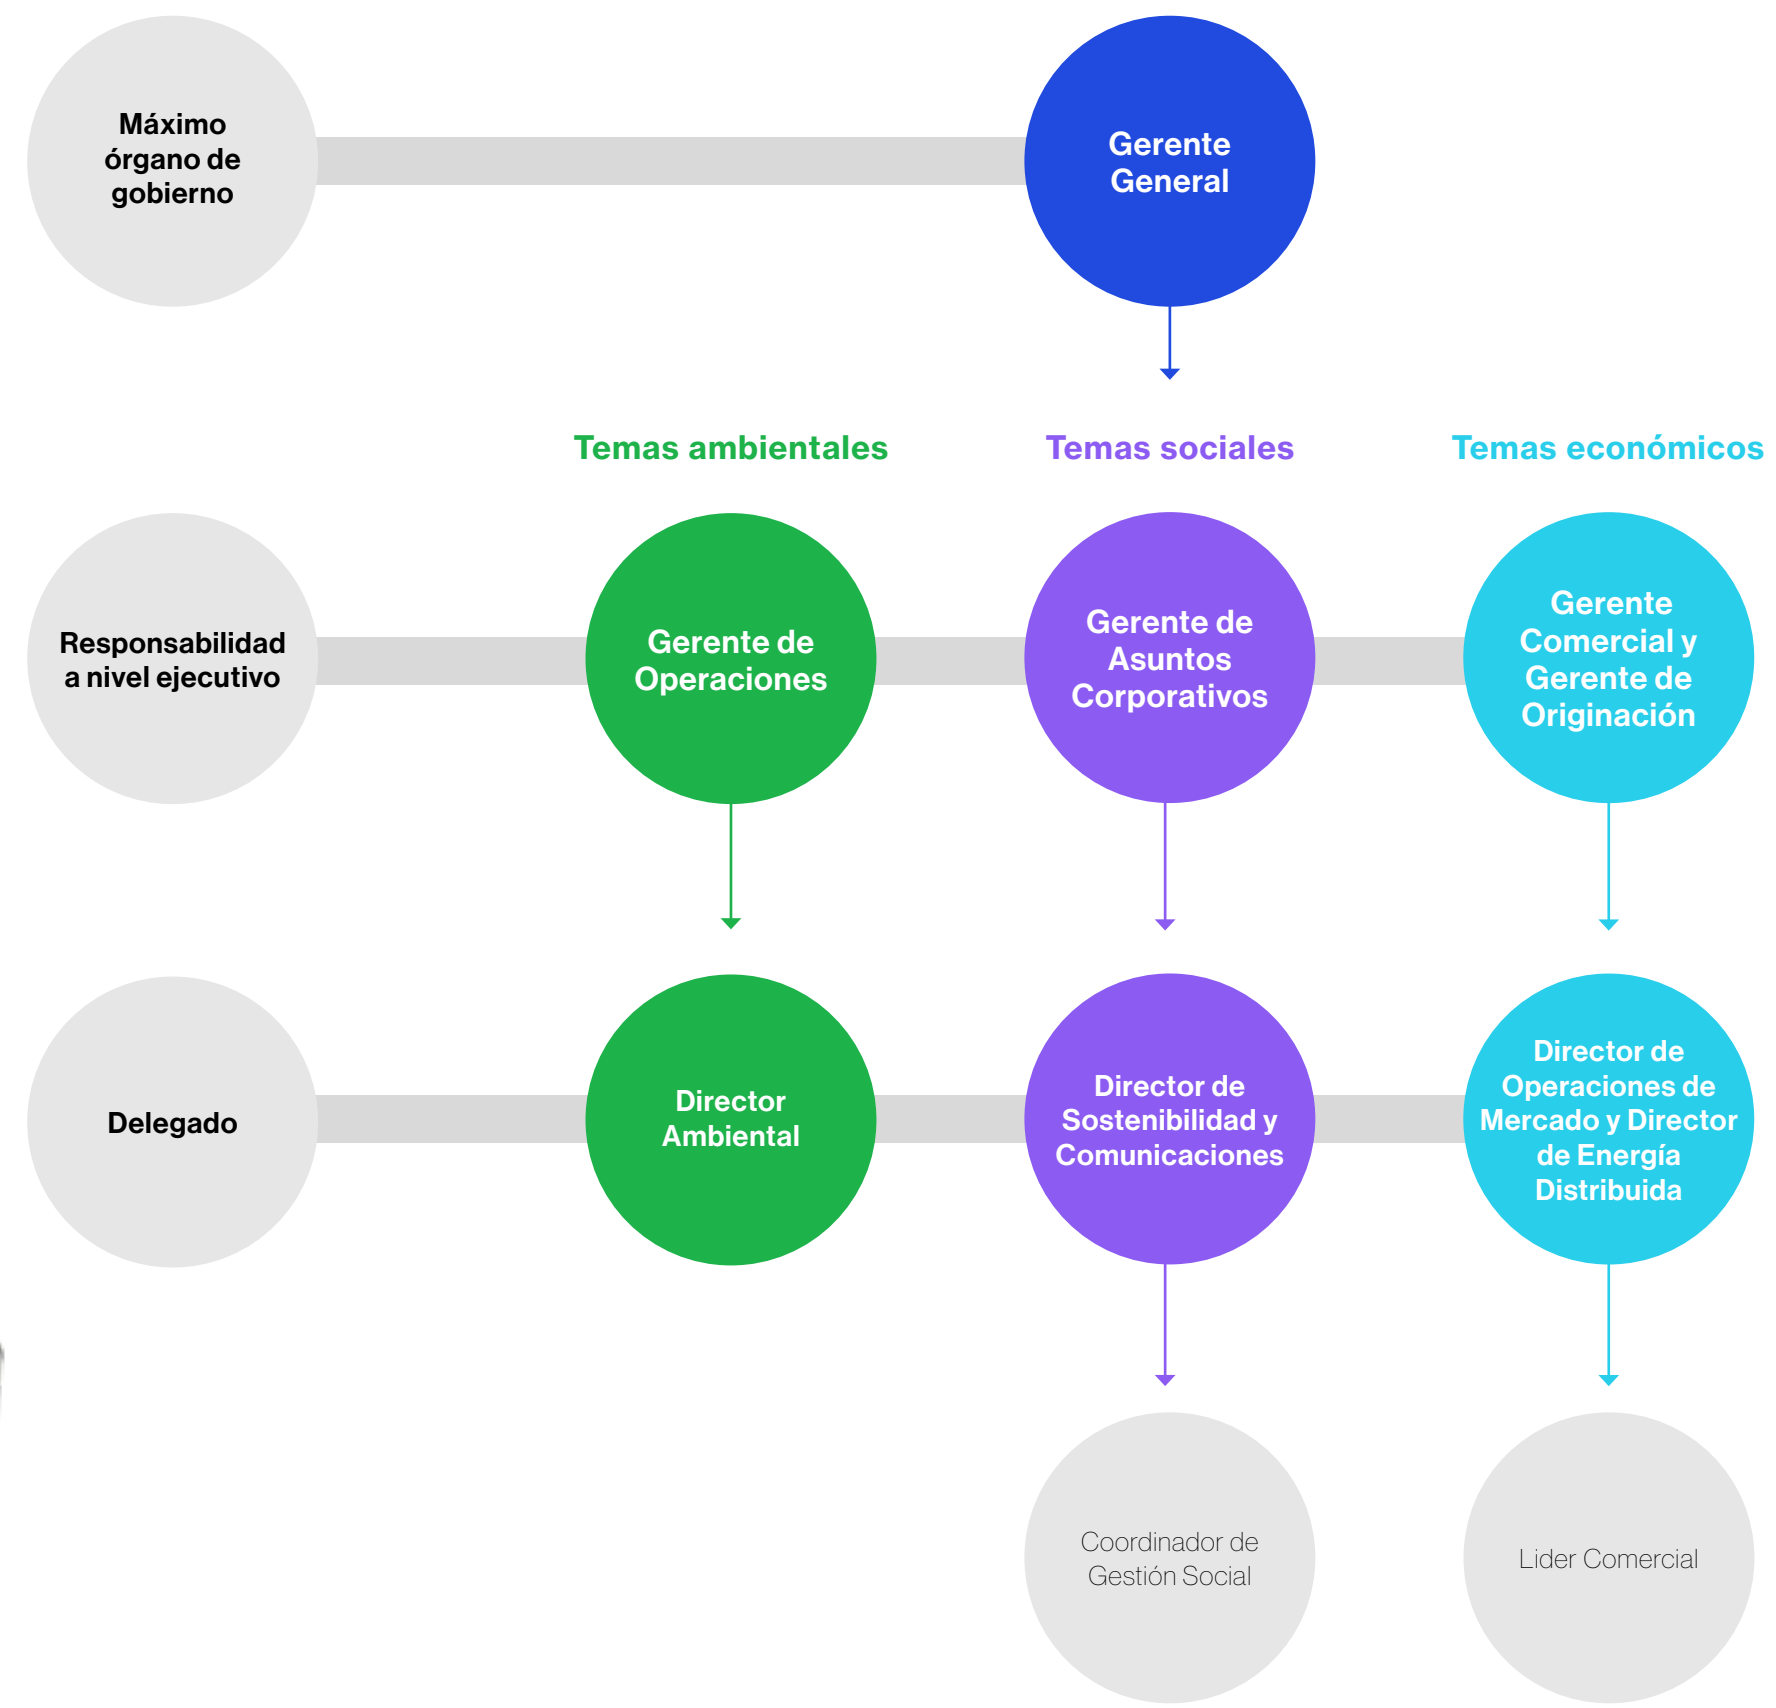 Máximo
órgano de
gobierno
Gerente
General
Temas ambientales
Temas sociales
Temas económicos
Responsabilidad
a nivel ejecutivo
Gerente de
Operaciones
Gerente de
Asuntos
Corporativos
Gerente
Comercial y
Gerente de
Originación
Delegado
Director
Ambiental
Director de
Sostenibilidad y
Comunicaciones
Director de
Operaciones de
Mercado y Director
de Energía
Distribuida
Coordinador de
Gestión Social
Lider Comercial